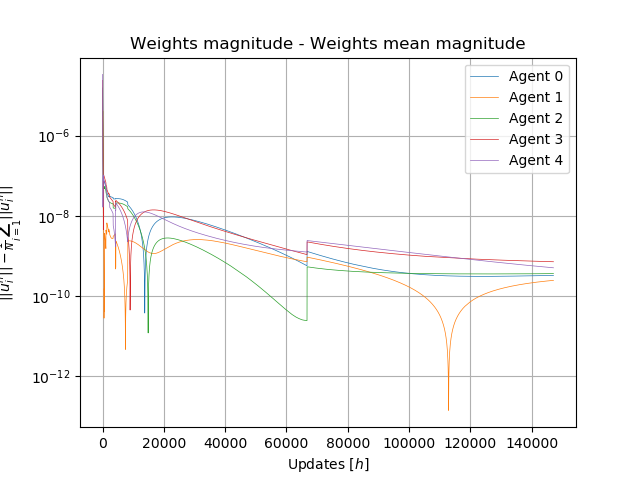 Weights magnitude - Weights mean magnitude
Agent 0
Agent 1
Agent 2
Agent 3
Agent 4
10⁻⁶
10⁻⁸
10⁻¹⁰
10⁻¹²
0 20000 40000 60000 80000 100000 120000 140000
Updates [h]